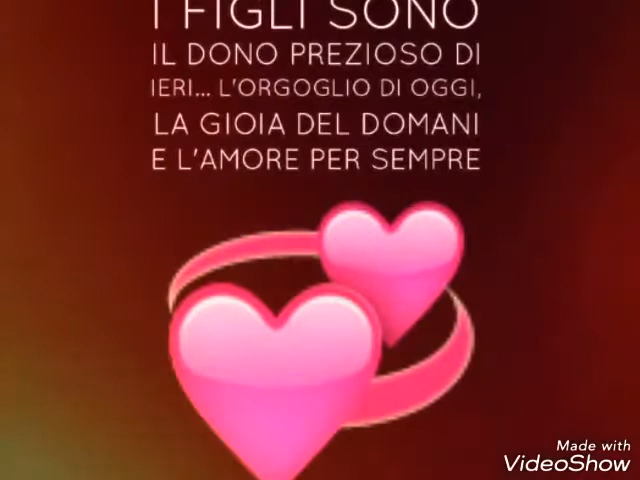 I FIGLI SONO
IL DONO PREZIOSO DI
IERI... L'ORGOGLIO DI OGGI,
LA GIOIA DEL DOMANI
E L'AMORE PER SEMPRE
Made with
VideoShow